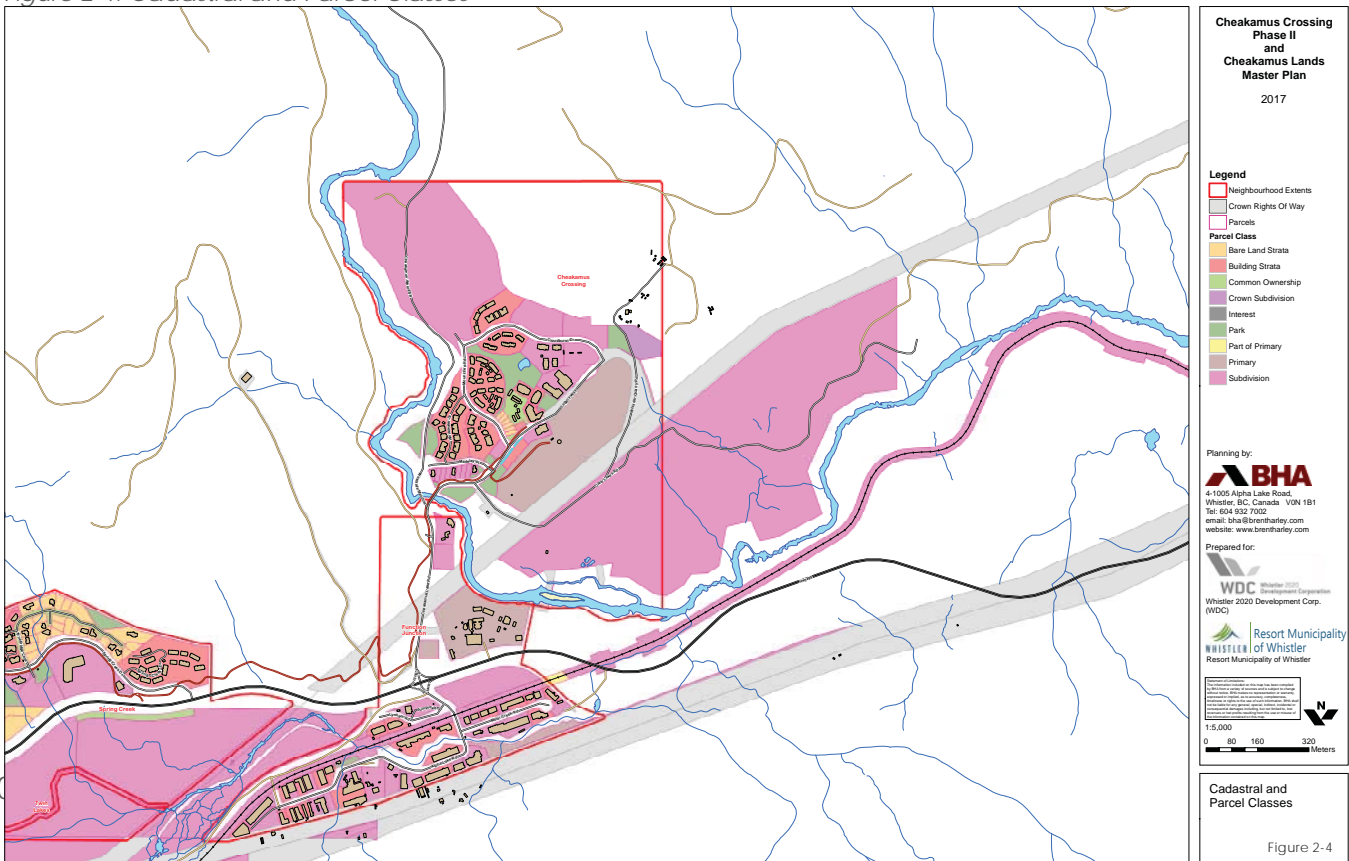 Figure 2-4: Cadastral and Parcel Classes
Cheakamus Crossing
Phase II
and
Cheakamus Lands
Master Plan
2017
Legend
Neighbourhood Extents
Crown Rights Of Way
Parcels
Parcel Class
Bare Land Strata
Building Strata
Common Ownership
Crown Subdivision
Interest
Park
Part of Primary
Primary
Subdivision
Planning by:
BHA
4-1005 Alpha Lake Road,
Whistler, BC, Canada V0N 1B1
Tel: 604 932 7002
email: bha@brentharley.com
website: www.brentharley.com
Prepared for:
WDC Whistler 2020
Development Corporation
Whistler 2020 Development Corp.
(WDC)
WHISTLER
Resort Municipality
of Whistler
Resort Municipality of Whistler
Statement of Limitations
N
1:5,000
0 80 160 320
Meters
Cadastral and
Parcel Classes
Figure 2-4
Cheakamus
Crossing
Function
Junction
Spring Creek